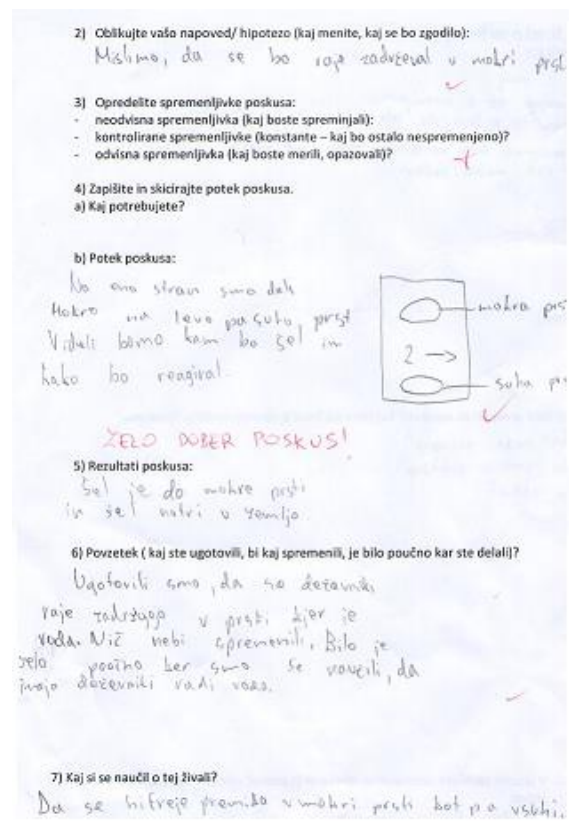 2) Oblikujte vašo napoved/ hipotezo (kaj menite, kaj se bo zgodilo):
Mislimo, da se bo raje zadrževal v mokri prst
3) Opredelite spremenljivke poskusa:
- neodvisna spremenljivka (kaj boste spreminjali):
- kontrolirane spremenljivke (konstante – kaj bo ostalo nespremenjeno)?
- odvisna spremenljivka (kaj boste merili, opazovali)?
4) Zapišite in skicirajte potek poskusa.
a) Kaj potrebujete?
b) Potek poskusa:
Na eno stran smo dali
mokro na levo pa suho prst
Videli bomo kam bo šel in
kako bo reagiral.
mokra prs
2 →
suha prs
ZELO DOBER POSKUS!
5) Rezultati poskusa:
Šel je do mokre prsti
in šel notri v zemljo.
6) Povzetek ( kaj ste ugotovili, bi kaj spremenili, je bilo poučno kar ste delali)?
Ugotovili smo, da so deževniki
raje zadržujo v prsti kjer je
voda. Nič nebi spremenili. Bilo je
zelo poočno ker smo se naučili, da
imajo deževniki radi vodo.
7) Kaj si se naučil o tej živali?
Da se hitreje premika v mokri prsti kot pa v suhi.